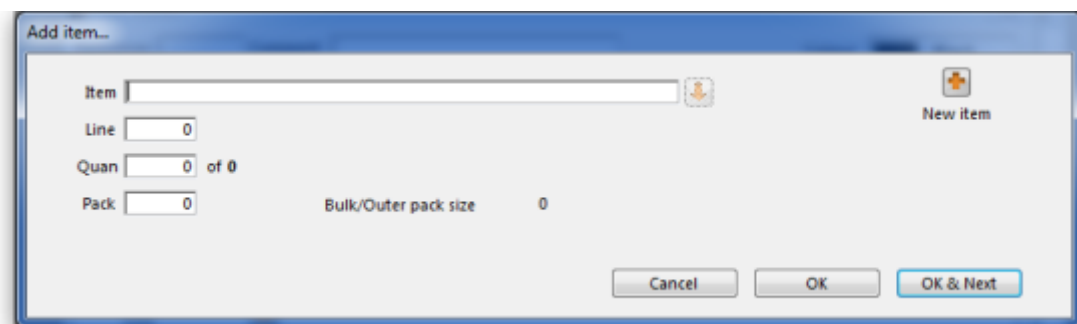 Add item...
Item
New item
Line 0
Quan 0 of 0
Pack 0 Bulk/Outer pack size 0
Cancel OK OK & Next